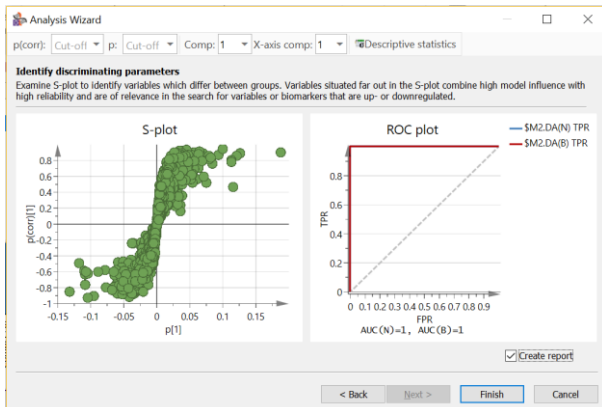 Analysis Wizard
p(corr): Cut-off p: Cut-off Comp: 1 X-axis comp: 1 Descriptive statistics
Identify discriminating parameters
Examine S-plot to identify variables which differ between groups. Variables situated far out in the S-plot combine high model influence with
high reliability and are of relevance in the search for variables or biomarkers that are up- or downregulated.
S-plot
0.8
0.6
0.4
0.2
0
-0.2
-0.4
-0.6
-0.8
-1
p(corr)[1]
-0.15 -0.1 -0.05 0 0.05 0.1 0.15
p[1]
ROC plot
$M2.DA(N) TPR
$M2.DA(B) TPR
1
0.8
0.6
0.4
0.2
0
TPR
0 0.1 0.2 0.3 0.4 0.5 0.6 0.7 0.8 0.9
FPR
AUC(N)=1, AUC(B)=1
Create report
< Back Next > Finish Cancel